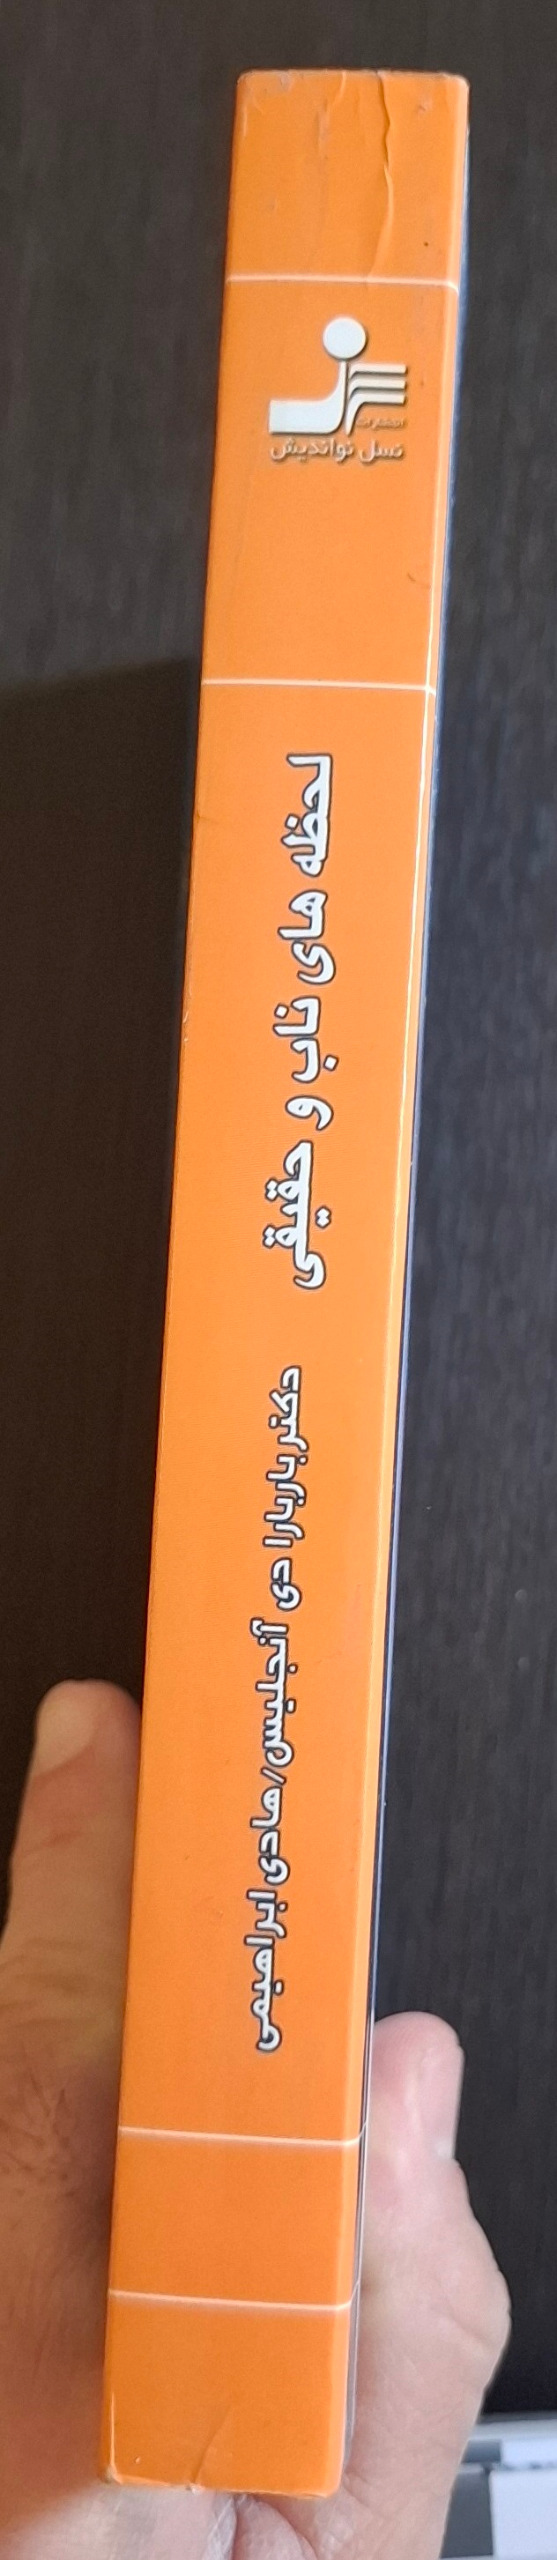 انتشارات
نسل نواندیش
لحظه های ناب و حقیقی
دکتر باربارا دی آنجلیس/هادی ابراهیمی